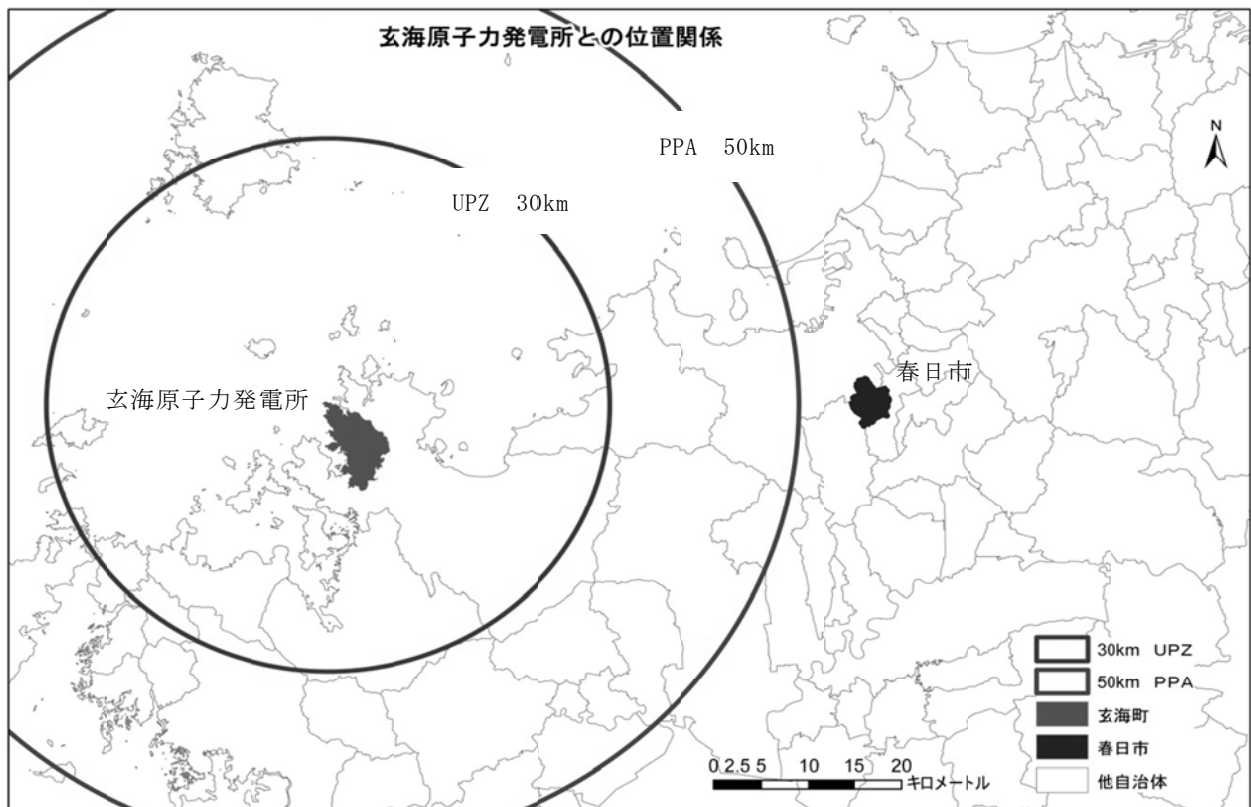 玄海原子力発電所との位置関係
PPA 50km
N
UPZ 30km
春日市
玄海原子力発電所
30km UPZ
50km PPA
玄海町
春日市
他自治体
0 2.5 5 10 15 20
キロメートル